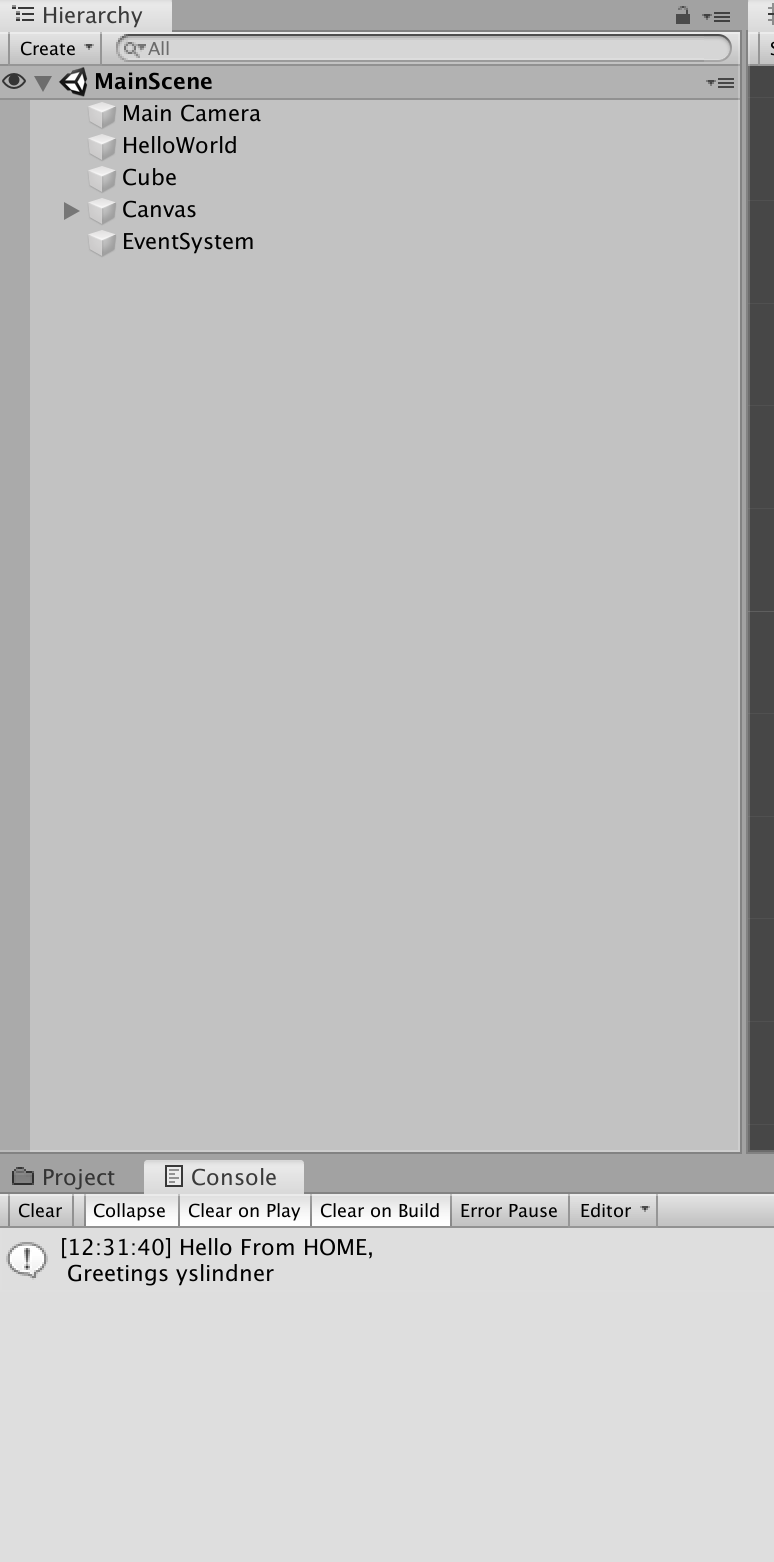 Hierarchy
Create
All
MainScene
Main Camera
HelloWorld
Cube
Canvas
EventSystem
Project Console
Clear Collapse Clear on Play Clear on Build Error Pause Editor
[12:31:40] Hello From HOME,
Greetings yslindner